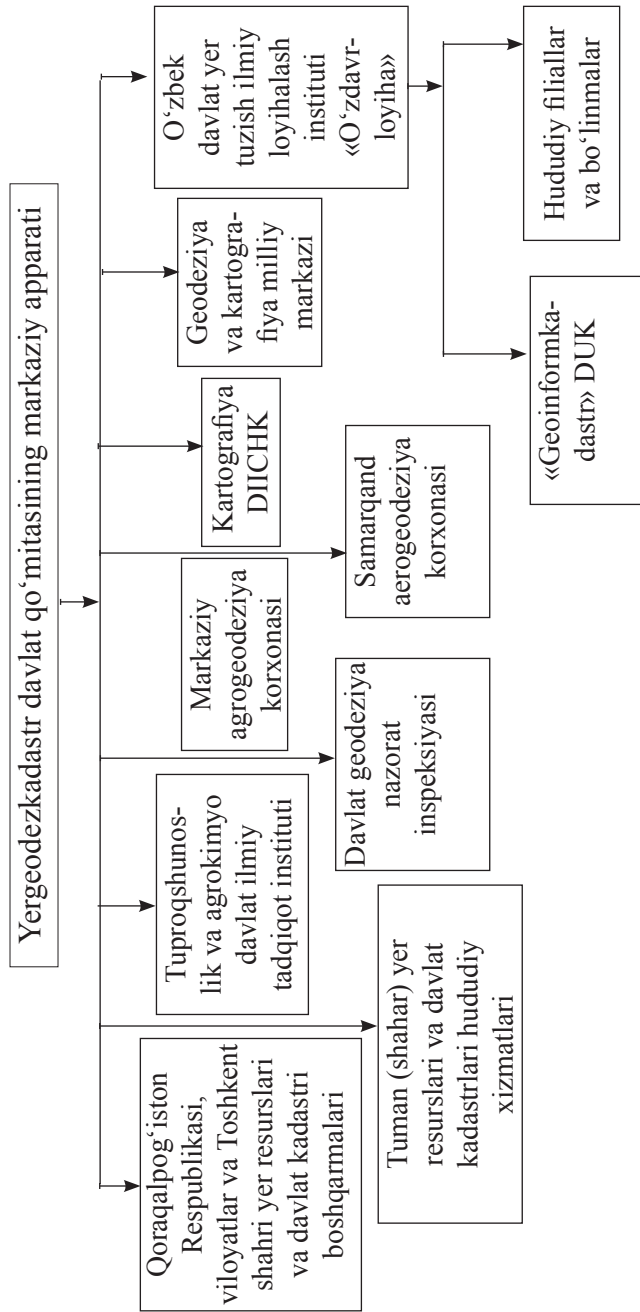 Yergeodezkadastr davlat qo‘mitasining markaziy apparati
Qoraqalpog‘iston
Respublikasi,
viloyatlar va Toshkent
shahri yer resurslari
va davlat kadastri
boshqarmalari
Tuproqshunos-
lik va agrokimyo
davlat ilmiy
tadqiqot instituti
Markaziy
agrogeodeziya
korxonasi
Kartografiya
DIICHK
Geodeziya
va kartogra-
fiya milliy
markazi
O‘zbek
davlat yer
tuzish ilmiy
loyihalash
instituti
«O‘zdavr-
loyiha»
Tuman (shahar) yer
resurslari va davlat
kadastrlari hududiy
xizmatlari
Davlat geodeziya
nazorat
inspeksiyasi
Samarqand
aerogeodeziya
korxonasi
«Geoinformka-
dastr» DUK
Hududiy filiallar
va bo‘linmalar